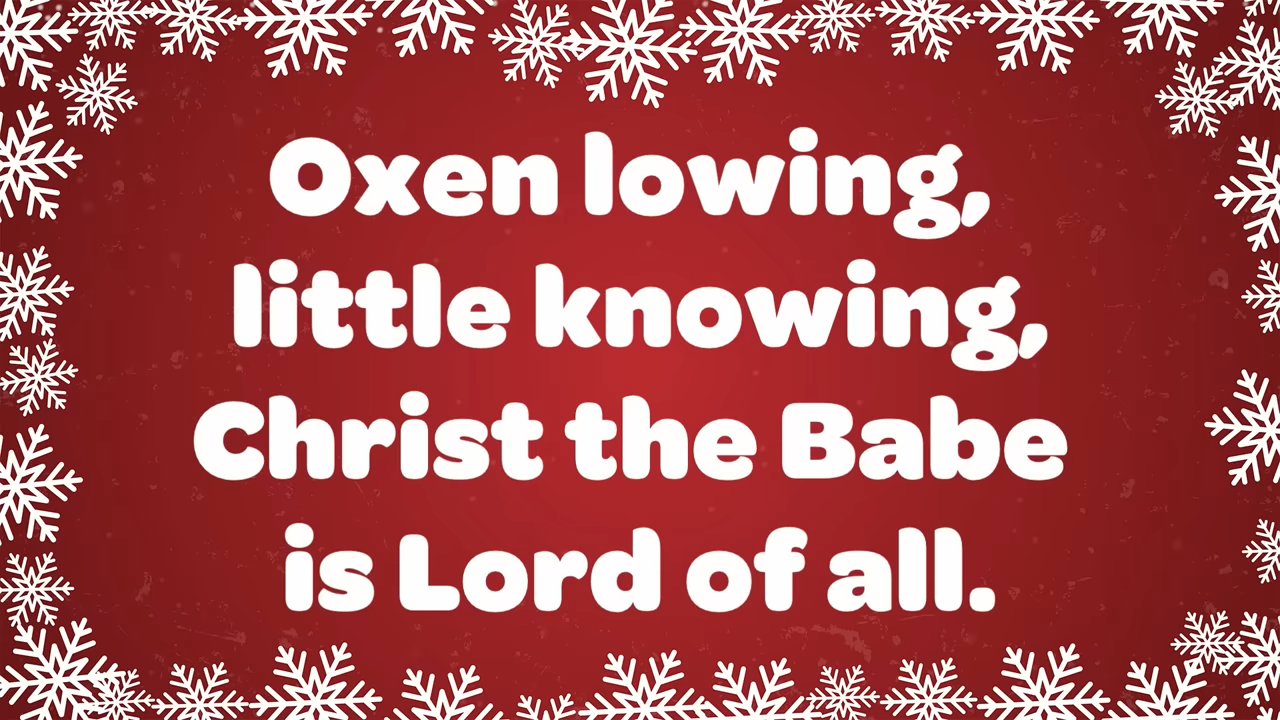 Oxen lowing,
little knowing,
Christ the Babe
is Lord of all.